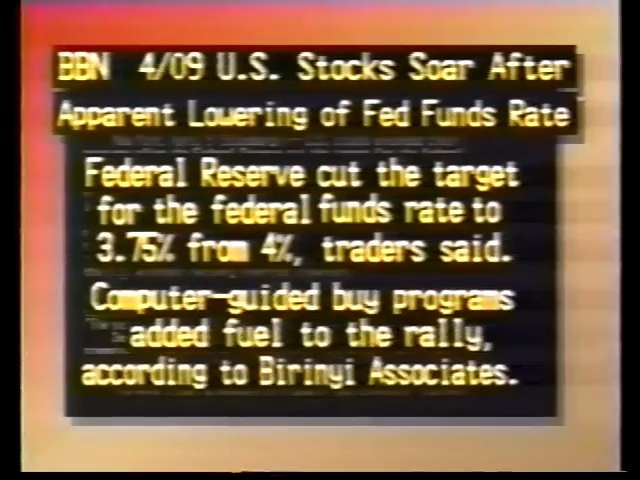 BBN 4/09 U.S. Stocks Soar After
Apparent Lowering of Fed Funds Rate
Federal Reserve cut the target
for the federal funds rate to
3.75% from 4%, traders said.
Computer-guided buy programs
added fuel to the rally,
according to Birinyi Associates.